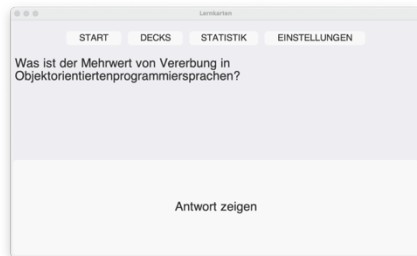 Lernkarten
START DECKS STATISTIK EINSTELLUNGEN
Was ist der Mehrwert von Vererbung in
Objektorientiertenprogrammiersprachen?
Antwort zeigen